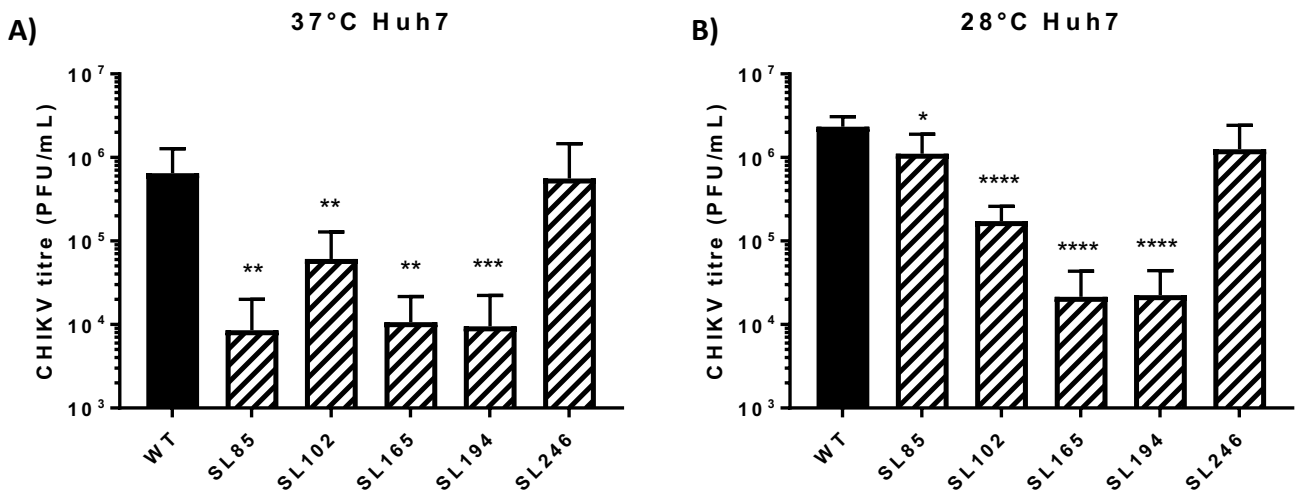 A)
37°C Huh7
CHIKV titre (PFU/mL)
10⁷
10⁶
10⁵
10⁴
10³
**
**
**
***
WT
SL85
SL102
SL165
SL194
SL246
B)
28°C Huh7
CHIKV titre (PFU/mL)
10⁷
10⁶
10⁵
10⁴
10³
*
****
****
****
WT
SL85
SL102
SL165
SL194
SL246